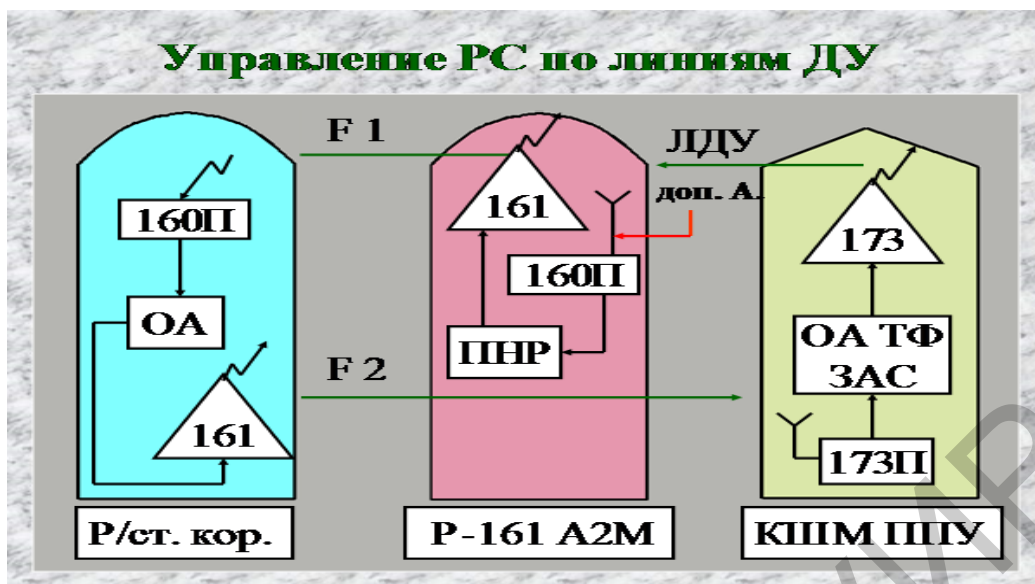 Управление РС по линиям ДУ
F 1
160П
ОА
161
F 2
Р/ст. кор.
161
160П
ПНР
доп. А.
Р-161 А2М
ЛДУ
173
ОА ТФ
ЗАС
173П
КШМ ППУ